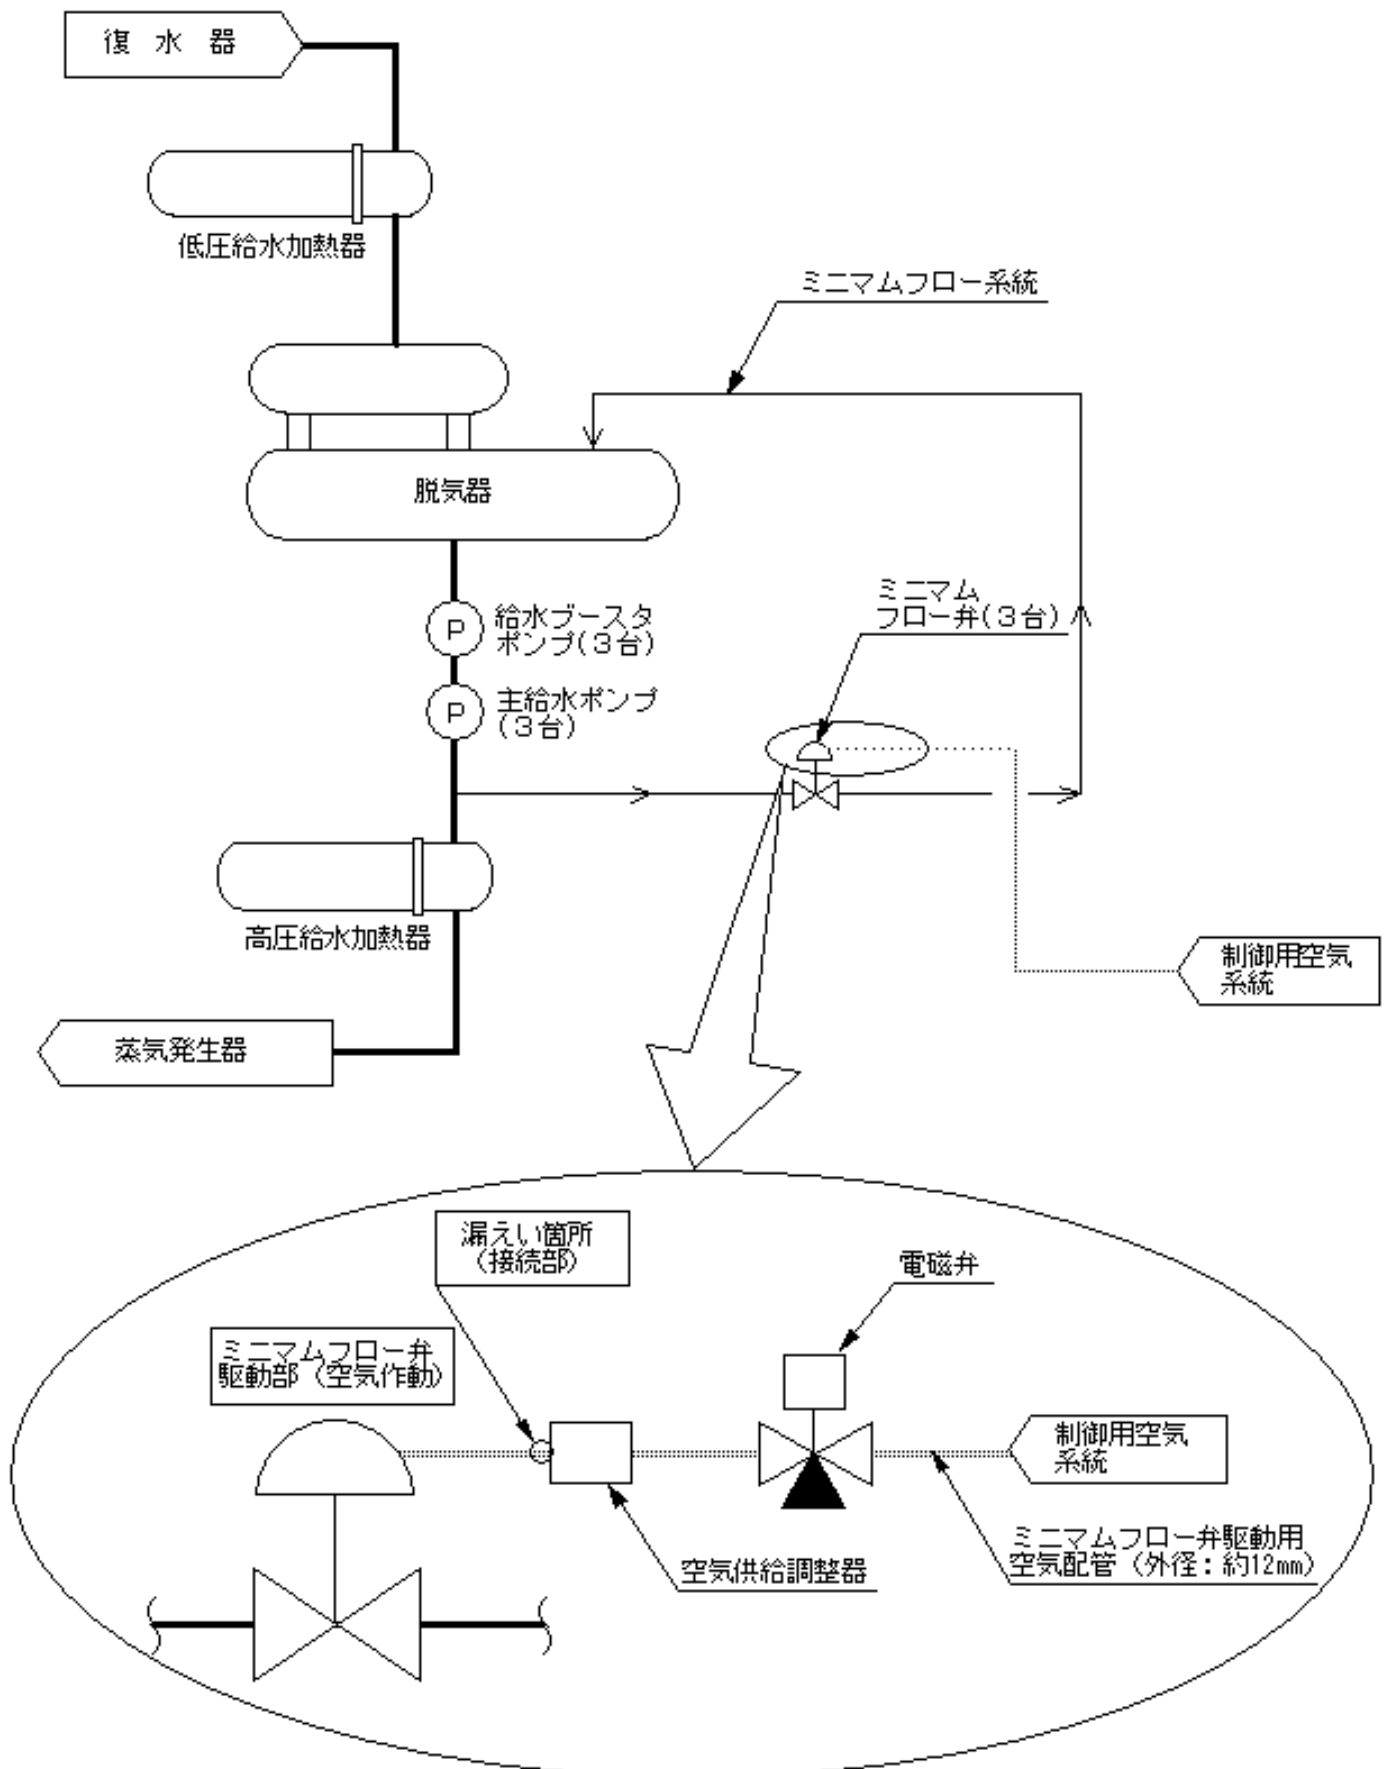 復 水 器
低圧給水加熱器
ミニマムフロー系統
脱気器
ミニマム
フロー弁(３台)
P
給水ブースタ
ポンプ(３台)
P
主給水ポンプ
(３台)
高圧給水加熱器
制御用空気
系統
蒸気発生器
漏えい箇所
(接続部)
電磁弁
ミニマムフロー弁
駆動部 (空気作動)
制御用空気
系統
ミニマムフロー弁駆動用
空気配管 (外径：約12mm)
空気供給調整器